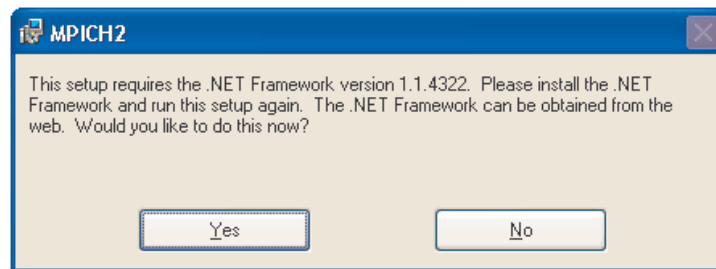 MPICH2
This setup requires the .NET Framework version 1.1.4322.  Please install the .NET
Framework and run this setup again.  The .NET Framework can be obtained from the
web.  Would you like to do this now?
Yes
No